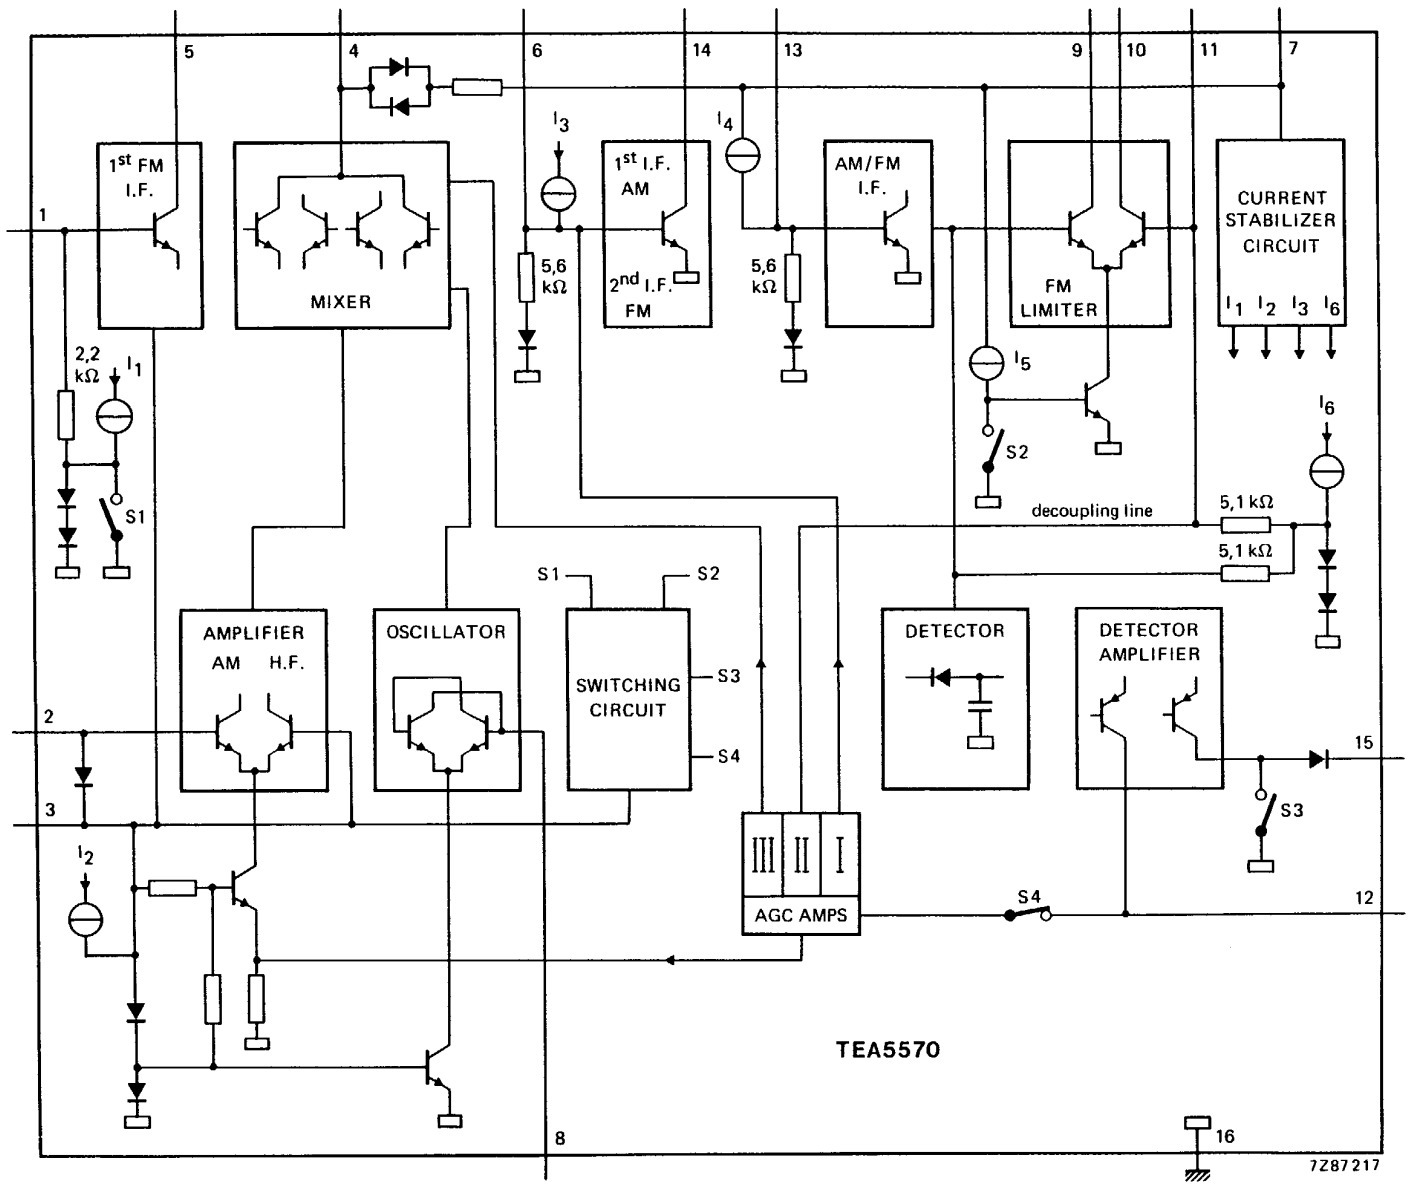 5
4
6
14
13
9
10
11
7
I3
I4
1st FM
I.F.
1st I.F.
AM
AM/FM
I.F.
CURRENT
STABILIZER
CIRCUIT
1
5,6
kΩ
5,6
kΩ
2nd I.F.
FM
MIXER
FM
LIMITER
I1 I2 I3 I6
2,2
kΩ
I1
I5
I6
S2
S1
decoupling line
5,1 kΩ
5,1 kΩ
S1
S2
AMPLIFIER
AM H.F.
OSCILLATOR
SWITCHING
CIRCUIT
S3
S4
DETECTOR
DETECTOR
AMPLIFIER
2
15
3
S3
I2
III II I
AGC AMPS
S4
12
TEA5570
8
16
7Z87217